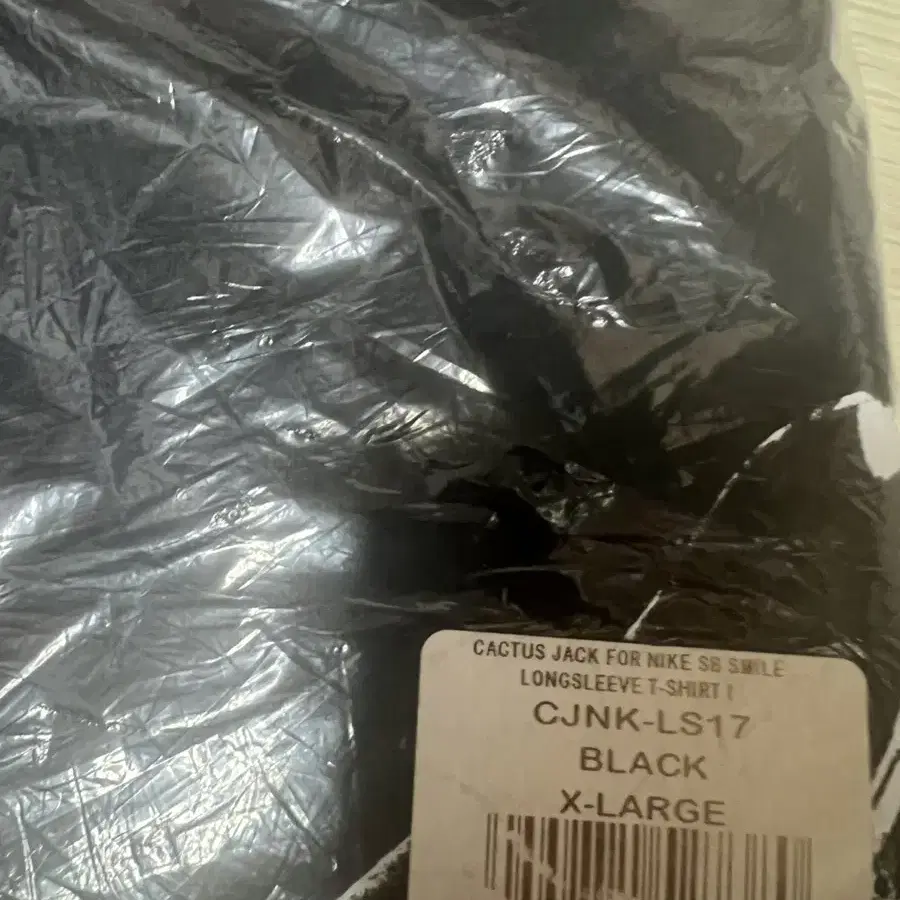 CACTUS JACK FOR NIKE SB SMILE
LONGSLEEVE T-SHIRT I
CJNK-LS17
BLACK
X-LARGE